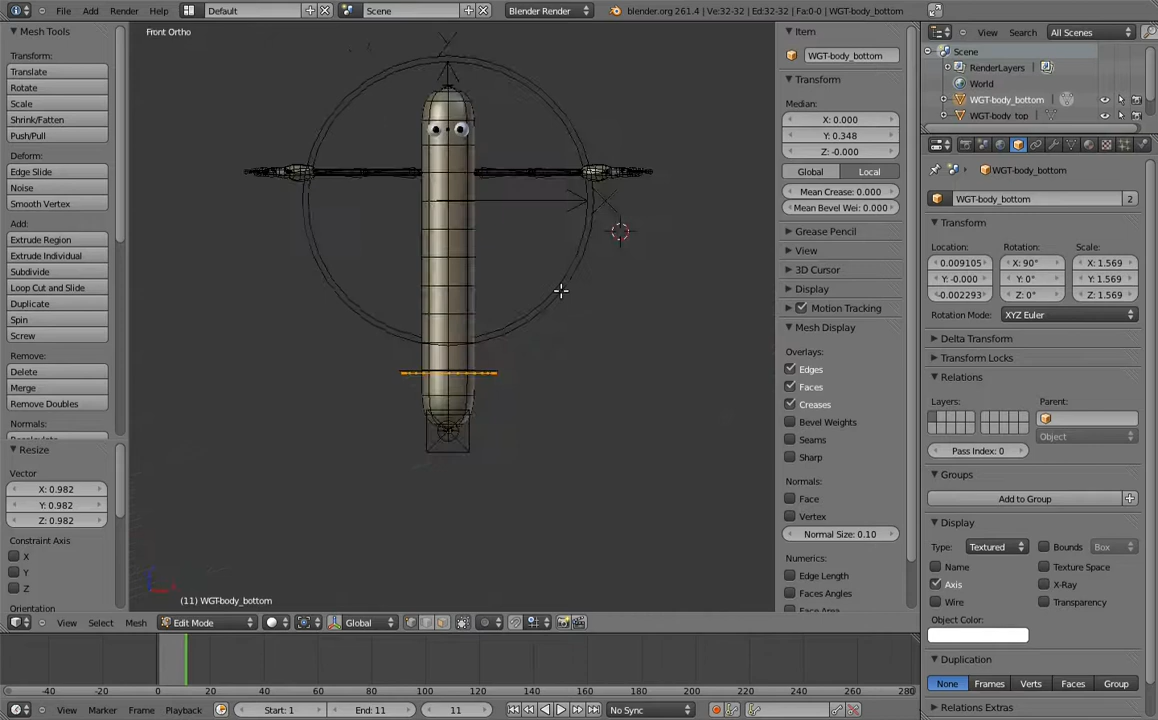 File Add Render Help Default Scene Blender Render blender.org 261.4 | Ve:32-32 | Ed:32-32 | Fa:0-0 | WGT-body_bottom
Mesh Tools
Transform:
Translate
Rotate
Scale
Shrink/Fatten
Push/Pull
Deform:
Edge Slide
Noise
Smooth Vertex
Add:
Extrude Region
Extrude Individual
Subdivide
Loop Cut and Slide
Duplicate
Spin
Screw
Remove:
Delete
Merge
Remove Doubles
Normals:
Resize
Vector
X: 0.982
Y: 0.982
Z: 0.982
Constraint Axis
X
Y
Z
Orientation
Front Ortho
(11) WGT-body_bottom
View Select Mesh Edit Mode Global
Item
WGT-body_bottom
Transform
Median:
X: 0.000
Y: 0.348
Z: -0.000
Global Local
Mean Crease: 0.000
Mean Bevel Wei: 0.000
Grease Pencil
View
3D Cursor
Display
Motion Tracking
Mesh Display
Overlays:
Edges
Faces
Creases
Bevel Weights
Seams
Sharp
Normals:
Face
Vertex
Normal Size: 0.10
Numerics:
Edge Length
Faces Angles
Face Area
View Search All Scenes
Scene
RenderLayers
World
WGT-body_bottom
WGT-body_top
WGT-body_bottom
WGT-body_bottom 2
Transform
Location: Rotation: Scale:
0.009105 X: 90° X: 1.569
Y: -0.000 Y: 0° Y: 1.569
-0.002293 Z: 0° Z: 1.569
Rotation Mode: XYZ Euler
Delta Transform
Transform Locks
Relations
Layers: Parent:
Object
Pass Index: 0
Groups
Add to Group
Display
Type: Textured Bounds Box
Name Texture Space
Axis X-Ray
Wire Transparency
Object Color:
Duplication
None Frames Verts Faces Group
Relations Extras
-40 -20 0 20 40 60 80 100 120 140 160 180 200 220 240 260 280
View Marker Frame Playback Start: 1 End: 11 11 No Sync